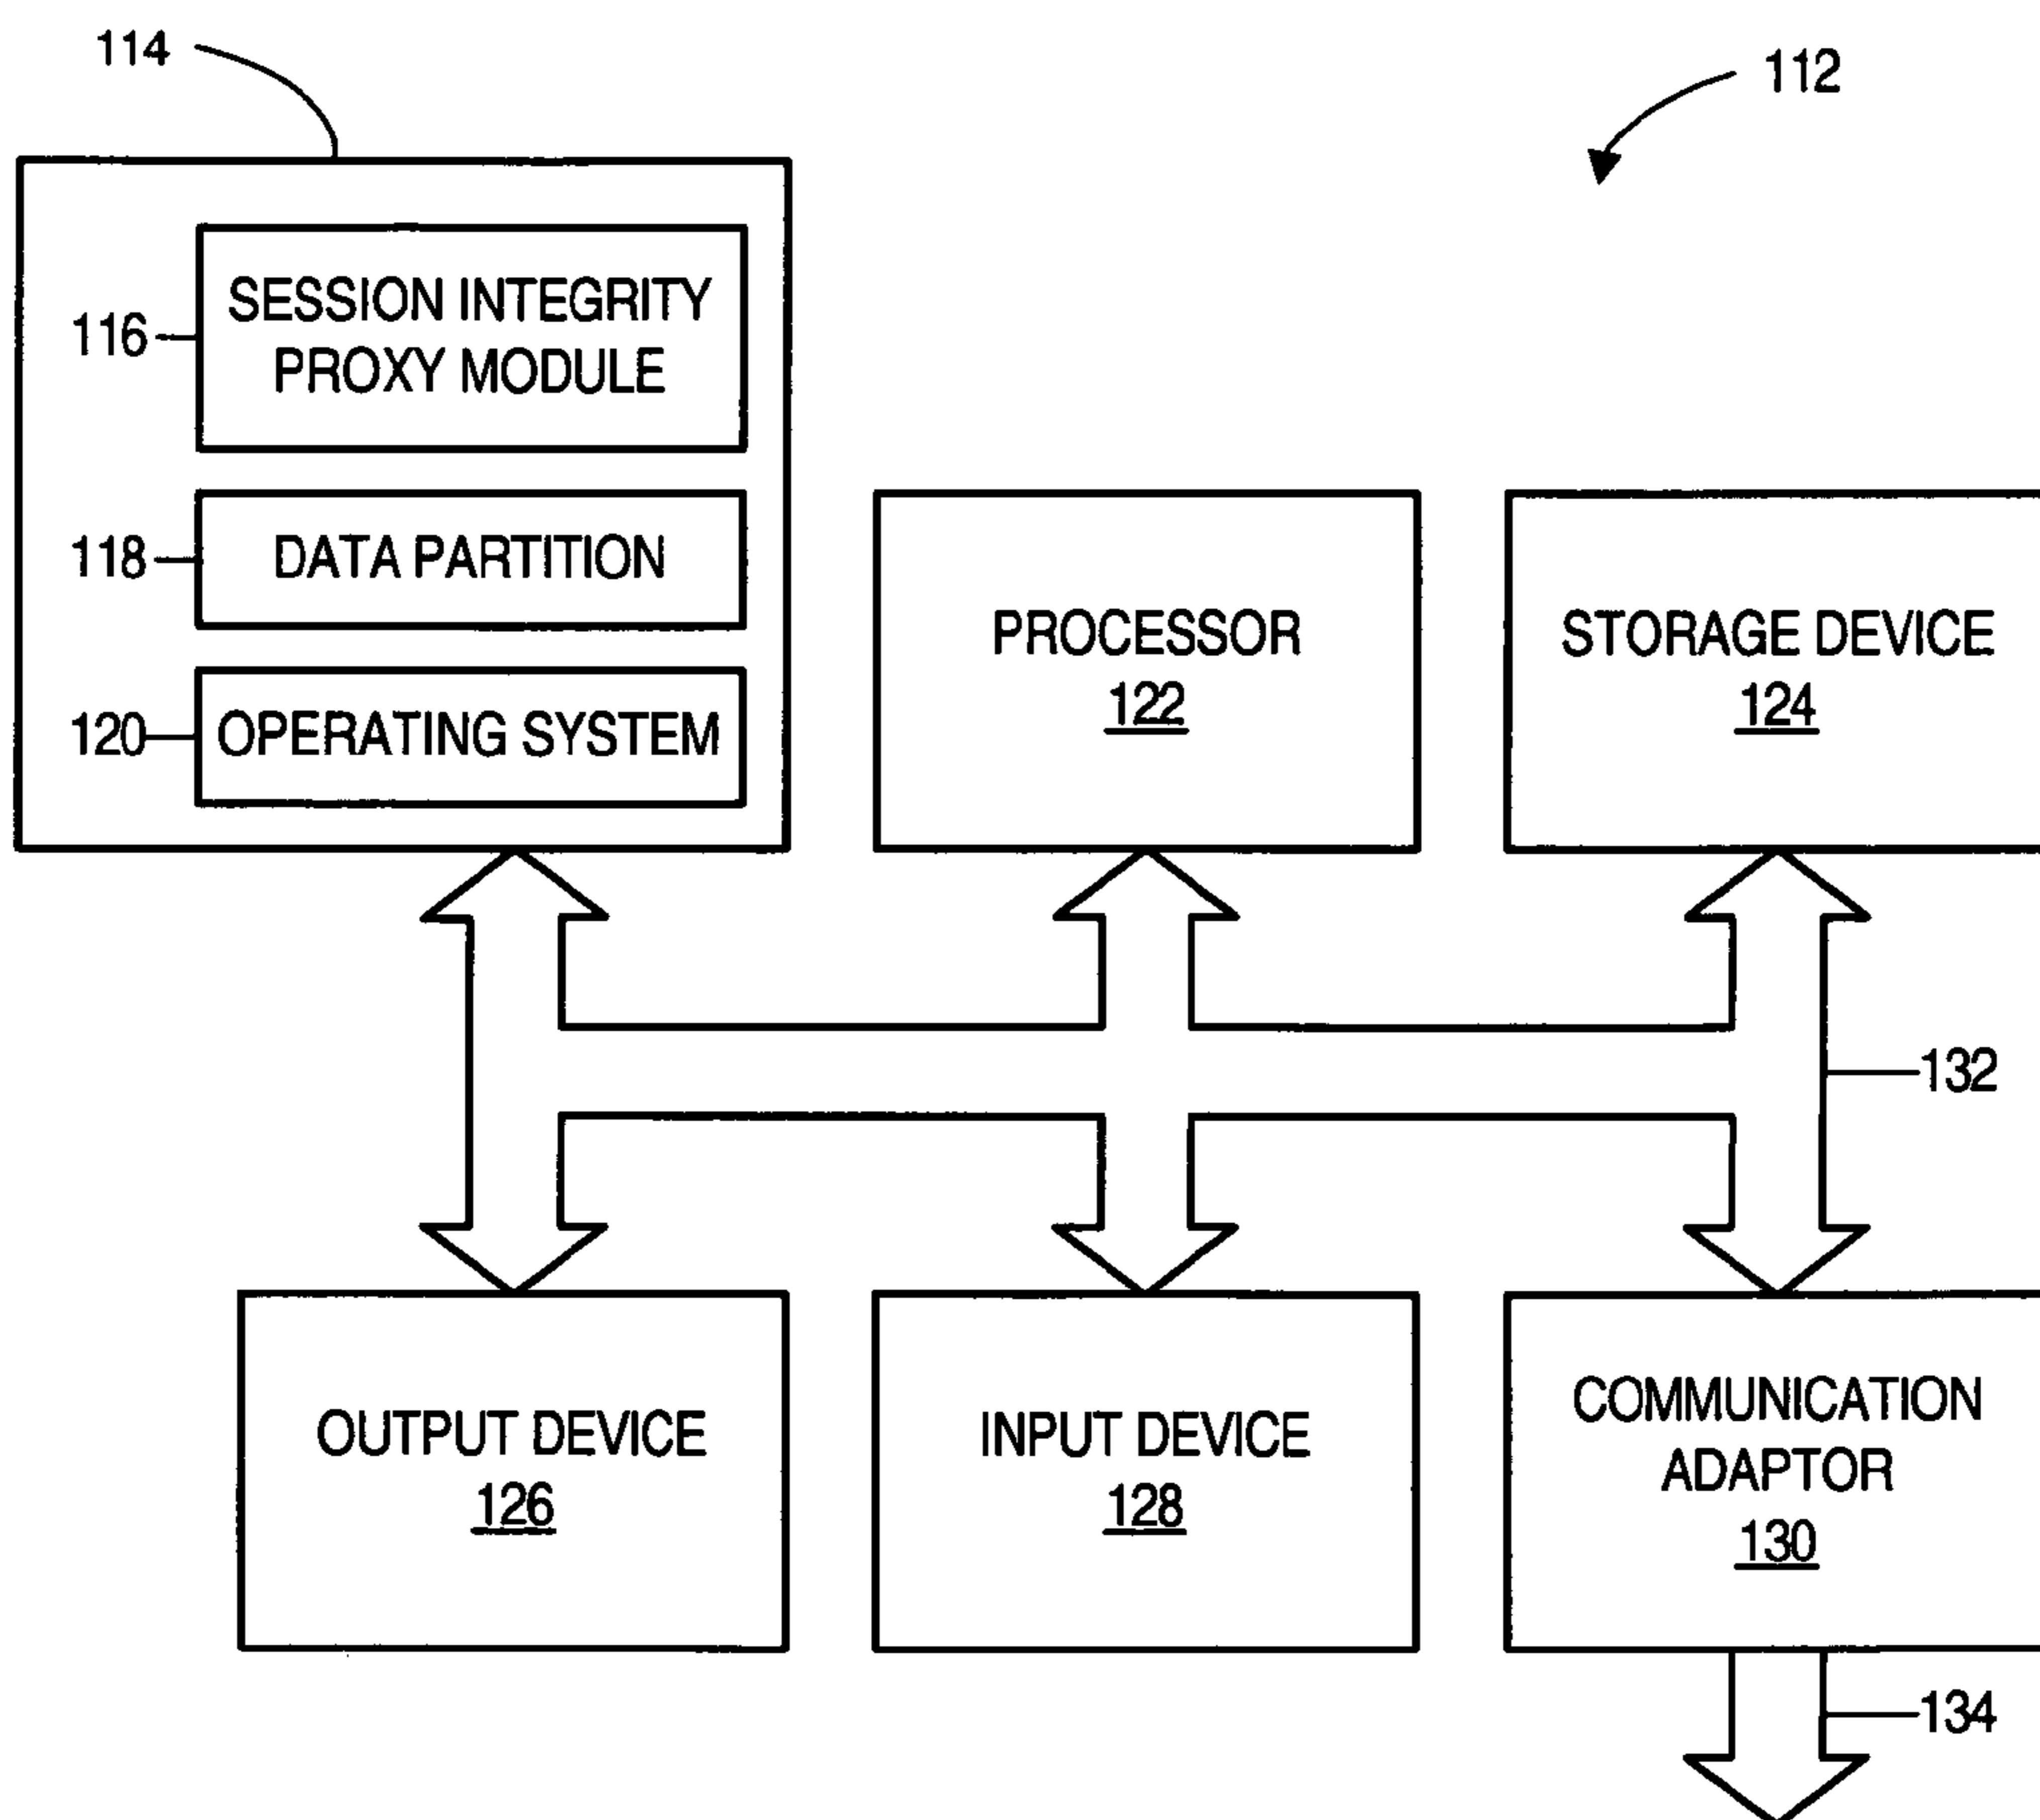 114
112
SESSION INTEGRITY
PROXY MODULE
116
118
DATA PARTITION
120
OPERATING SYSTEM
PROCESSOR
122
STORAGE DEVICE
124
132
OUTPUT DEVICE
126
INPUT DEVICE
128
COMMUNICATION
ADAPTOR
130
134